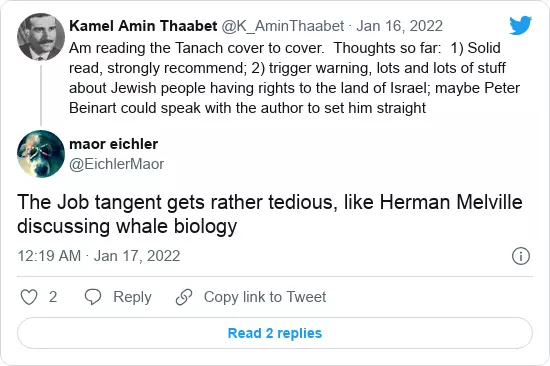 Kamel Amin Thaabet @K_AminThaabet · Jan 16, 2022
Am reading the Tanach cover to cover.  Thoughts so far:  1) Solid
read, strongly recommend; 2) trigger warning, lots and lots of stuff
about Jewish people having rights to the land of Israel; maybe Peter
Beinart could speak with the author to set him straight
maor eichler
@EichlerMaor
The Job tangent gets rather tedious, like Herman Melville
discussing whale biology
12:19 AM · Jan 17, 2022
2 Reply Copy link to Tweet
Read 2 replies